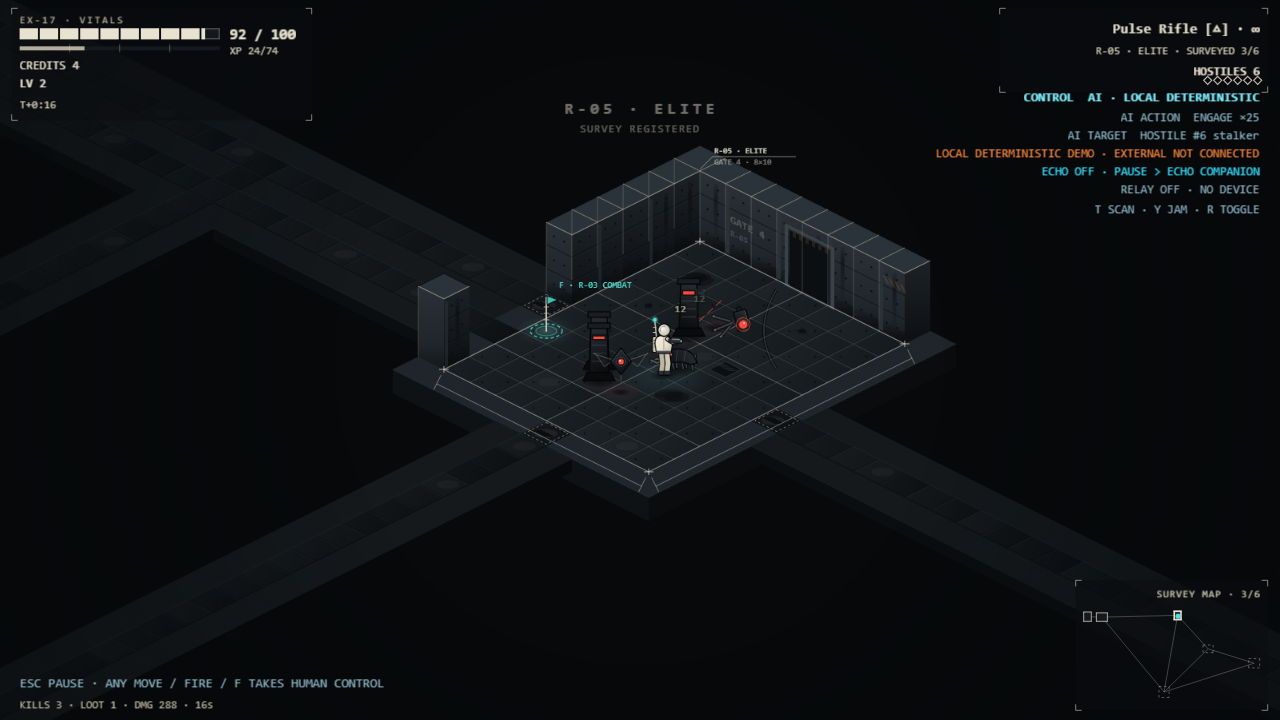 EX-17 · VITALS
92 / 100
XP 24/74
CREDITS 4
LV 2
T+0:16
Pulse Rifle [▲] · ∞
R-05 · ELITE · SURVEYED 3/6
HOSTILES 6
CONTROL AI · LOCAL DETERMINISTIC
AI ACTION ENGAGE ×25
AI TARGET HOSTILE #6 stalker
LOCAL DETERMINISTIC DEMO · EXTERNAL NOT CONNECTED
ECHO OFF · PAUSE > ECHO COMPANION
RELAY OFF · NO DEVICE
T SCAN · Y JAM · R TOGGLE
R-05 · ELITE
SURVEY REGISTERED
R-05 · ELITE
GATE 4 · 8×10
GATE 4
R-05
F · R-03 COMBAT
12
12
SURVEY MAP · 3/6
ESC PAUSE · ANY MOVE / FIRE / F TAKES HUMAN CONTROL
KILLS 3 · LOOT 1 · DMG 288 · 16s